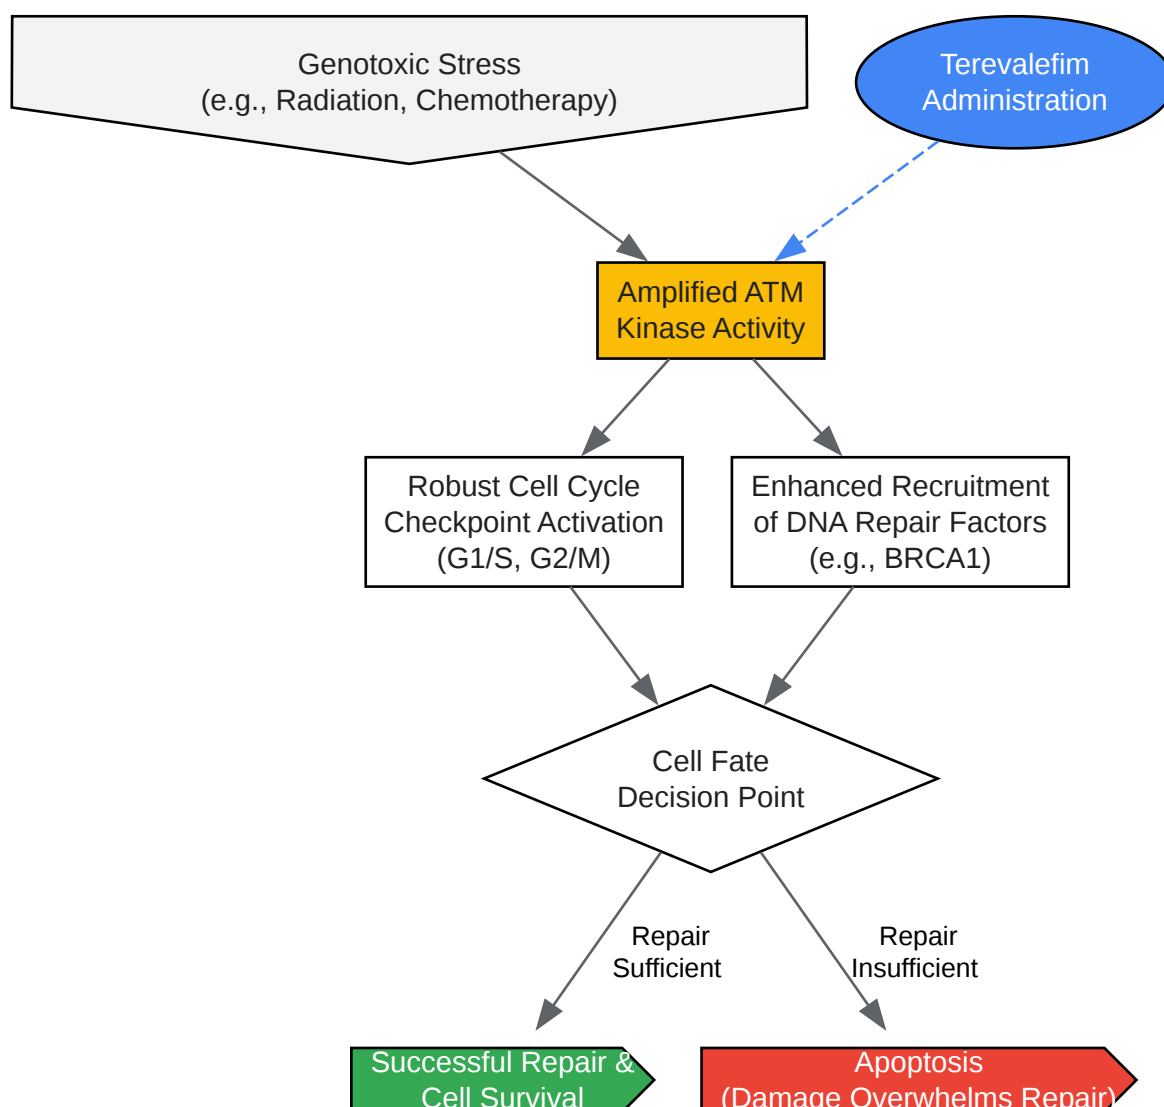 Genotoxic Stress
(e.g., Radiation, Chemotherapy)
Terevalefim
Administration
Amplified ATM
Kinase Activity
Robust Cell Cycle
Checkpoint Activation
(G1/S, G2/M)
Enhanced Recruitment
of DNA Repair Factors
(e.g., BRCA1)
Cell Fate
Decision Point
Repair
Sufficient
Repair
Insufficient
Successful Repair &
Cell Survival
Apoptosis
(Damage Overwhelms Repair)